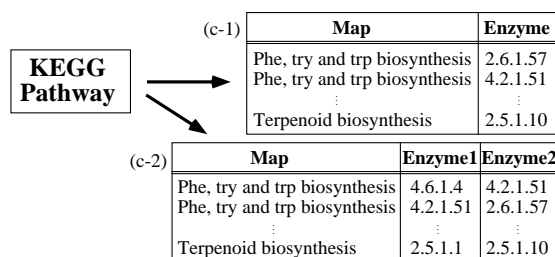 (c-1)
Map Enzyme
Phe, try and trp biosynthesis 2.6.1.57
Phe, try and trp biosynthesis 4.2.1.51
⋮ ⋮
Terpenoid biosynthesis 2.5.1.10
KEGG
Pathway
(c-2)
Map Enzyme1 Enzyme2
Phe, try and trp biosynthesis 4.6.1.4 4.2.1.51
Phe, try and trp biosynthesis 4.2.1.51 2.6.1.57
⋮ ⋮ ⋮
Terpenoid biosynthesis 2.5.1.1 2.5.1.10